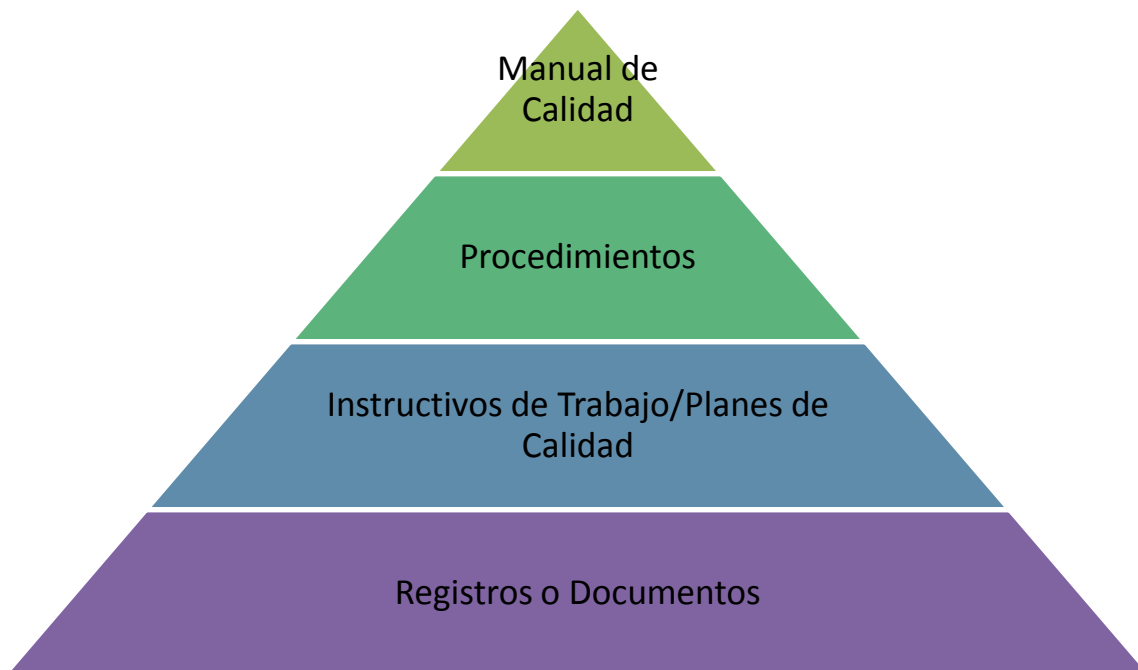 Manual de
Calidad
Procedimientos
Instructivos de Trabajo/Planes de
Calidad
Registros o Documentos